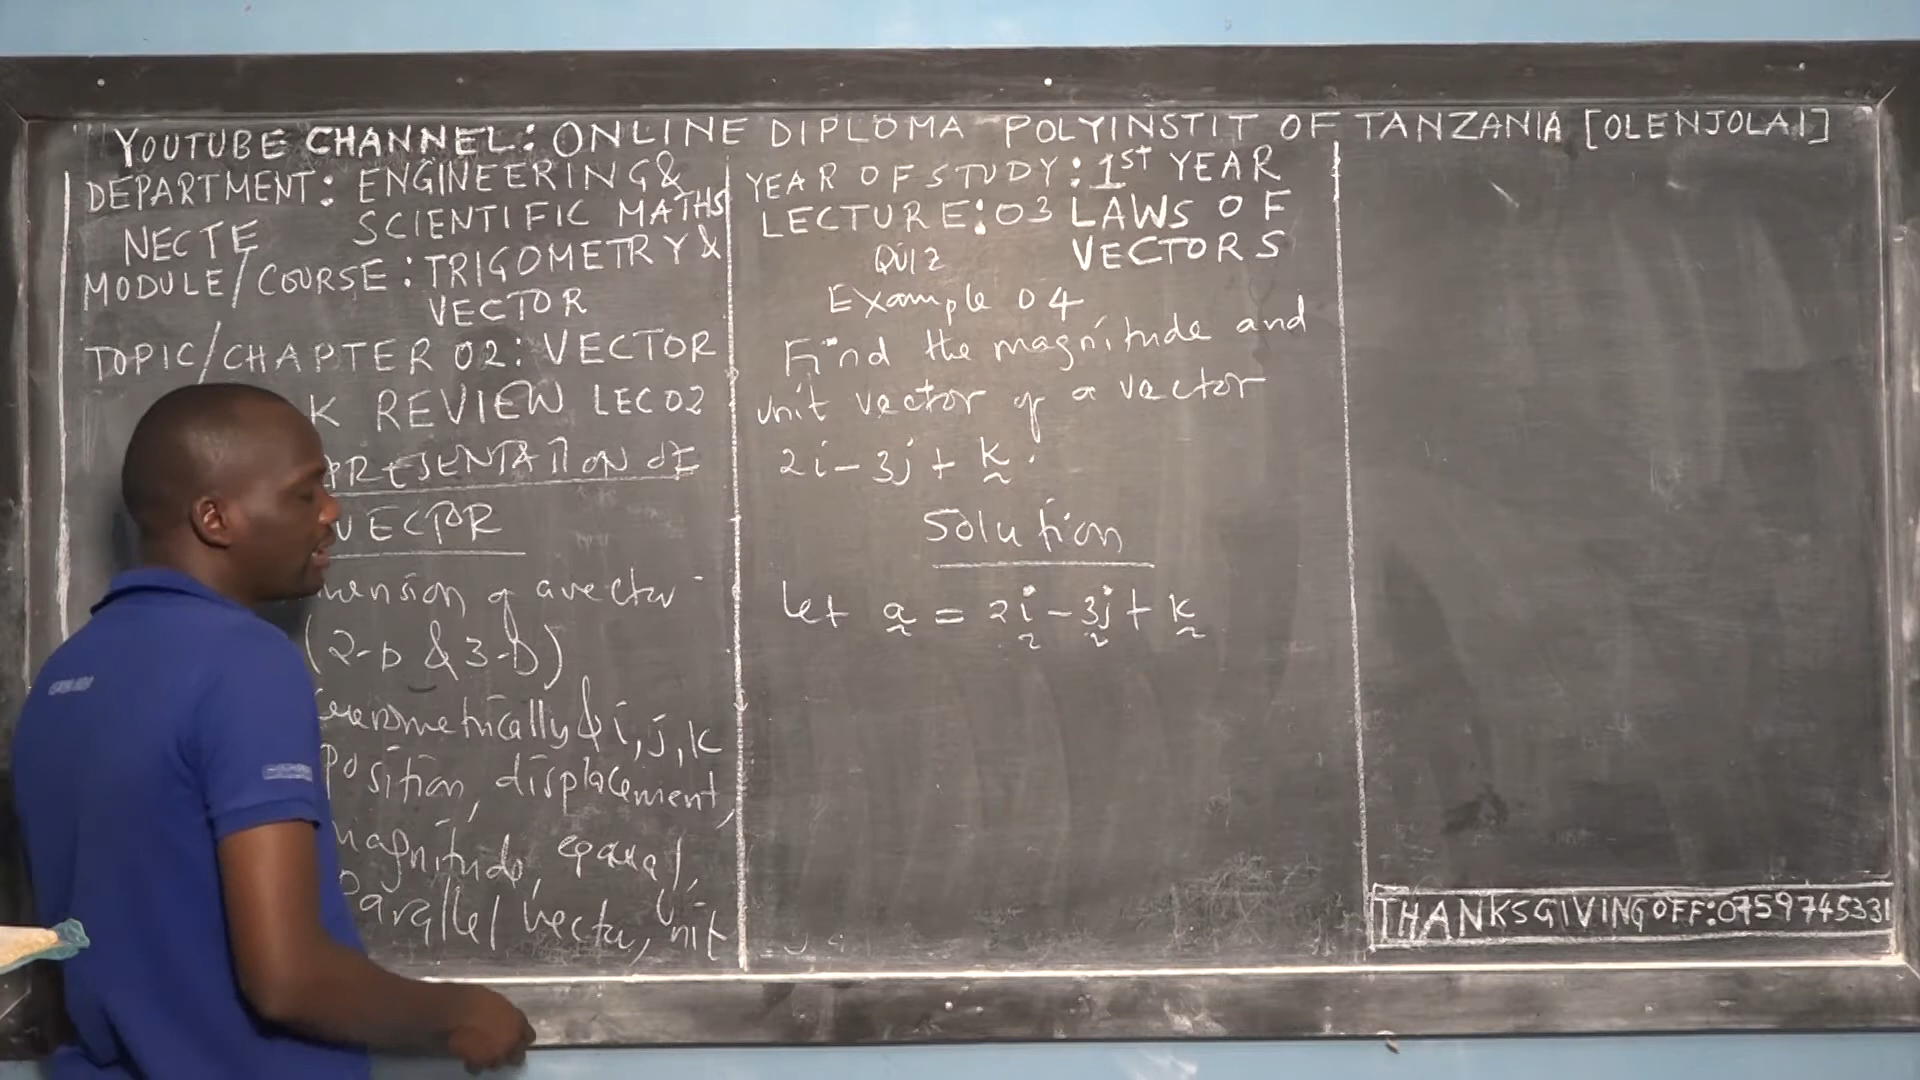 YOUTUBE CHANNEL: ONLINE DIPLOMA POLYINSTIT OF TANZANIA [OLENJOLAI]
DEPARTMENT: ENGINEERING &
NECTE SCIENTIFIC MATHS
MODULE/COURSE: TRIGOMETRY &
VECTOR
TOPIC/CHAPTER 02: VECTOR
K REVIEW LEC 02
PRESENTATION OF
VECTOR
mension of a vector
(2-D & 3-D)
& i, j, k
Position, displacement,
magnitude, equal,
Parallel vector, unit
YEAR OF STUDY: 1ST YEAR
LECTURE: 03 LAWS OF
QUIZ VECTORS
Example 04
Find the magnitude and
unit vector of a vector
2i - 3j + k.
Solution
Let a = 2i - 3j + k
THANKSGIVING OFF: 0759745331